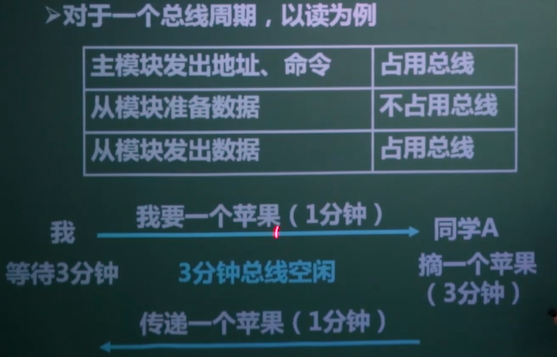 ➢对于一个总线周期，以读为例
主模块发出地址、命令 占用总线
从模块准备数据 不占用总线
从模块发出数据 占用总线
我要一个苹果（1分钟）
我 同学A
等待3分钟 3分钟总线空闲 摘一个苹果
（3分钟）
传递一个苹果（1分钟）